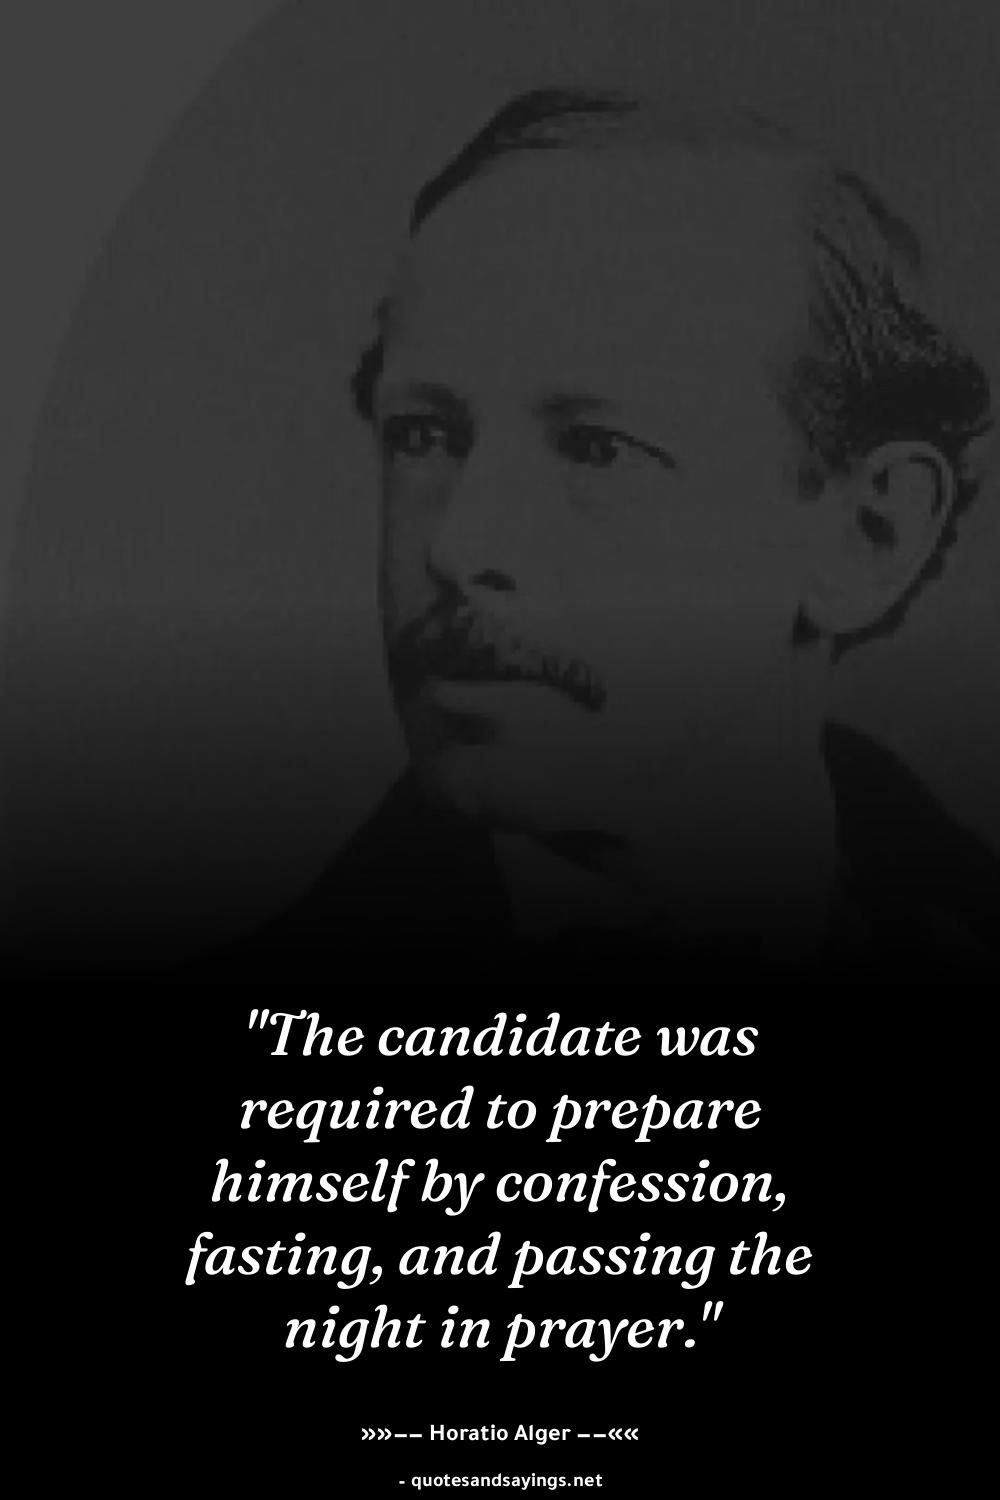 "The candidate was
required to prepare
himself by confession,
fasting, and passing the
night in prayer."
»»−− Horatio Alger −−««
- quotesandsayings.net